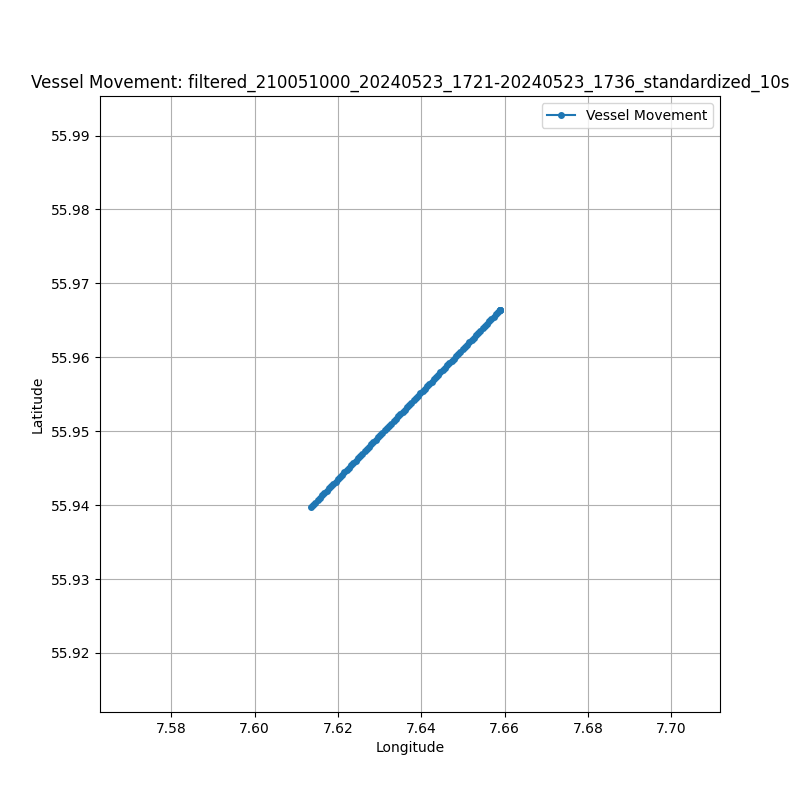 Vessel Movement: filtered_210051000_20240523_1721-20240523_1736_standardized_10s
Vessel Movement
55.99
55.98
55.97
55.96
55.95
55.94
55.93
55.92
Latitude
7.58 7.60 7.62 7.64 7.66 7.68 7.70
Longitude